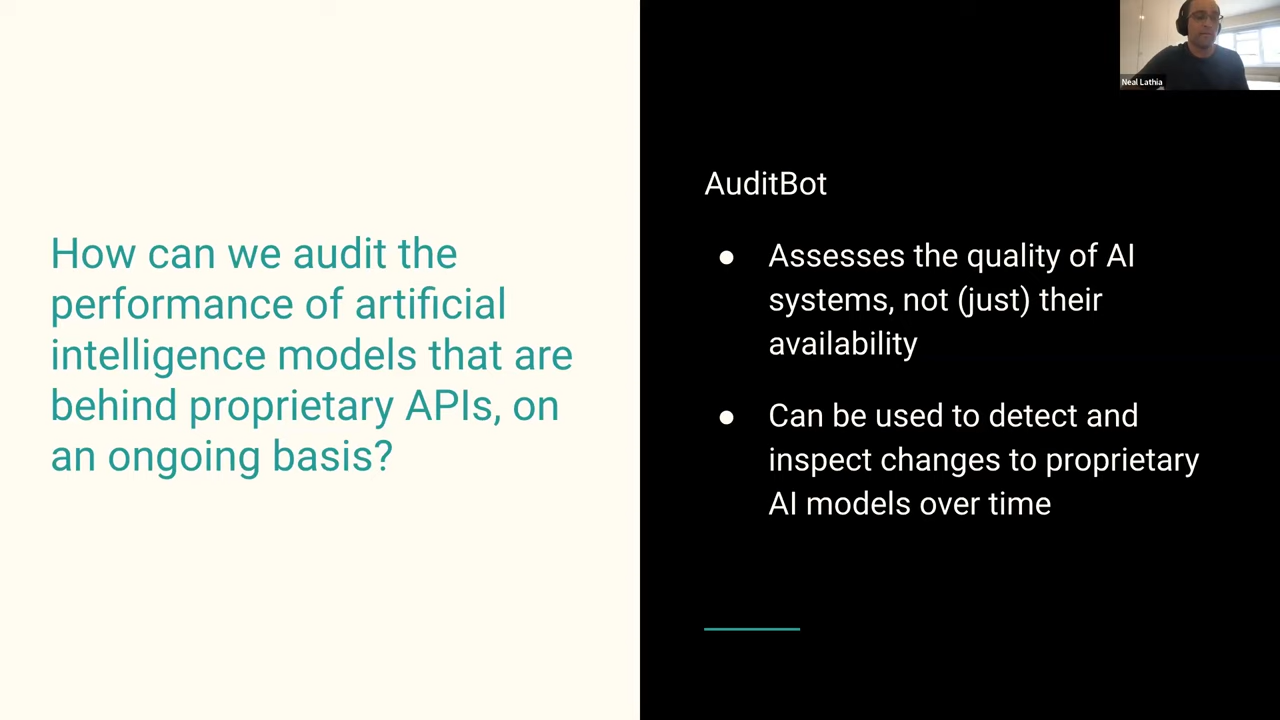 How can we audit the
performance of artificial
intelligence models that are
behind proprietary APIs, on
an ongoing basis?
Neal Lathia
AuditBot
● Assesses the quality of AI
systems, not (just) their
availability
● Can be used to detect and
inspect changes to proprietary
AI models over time